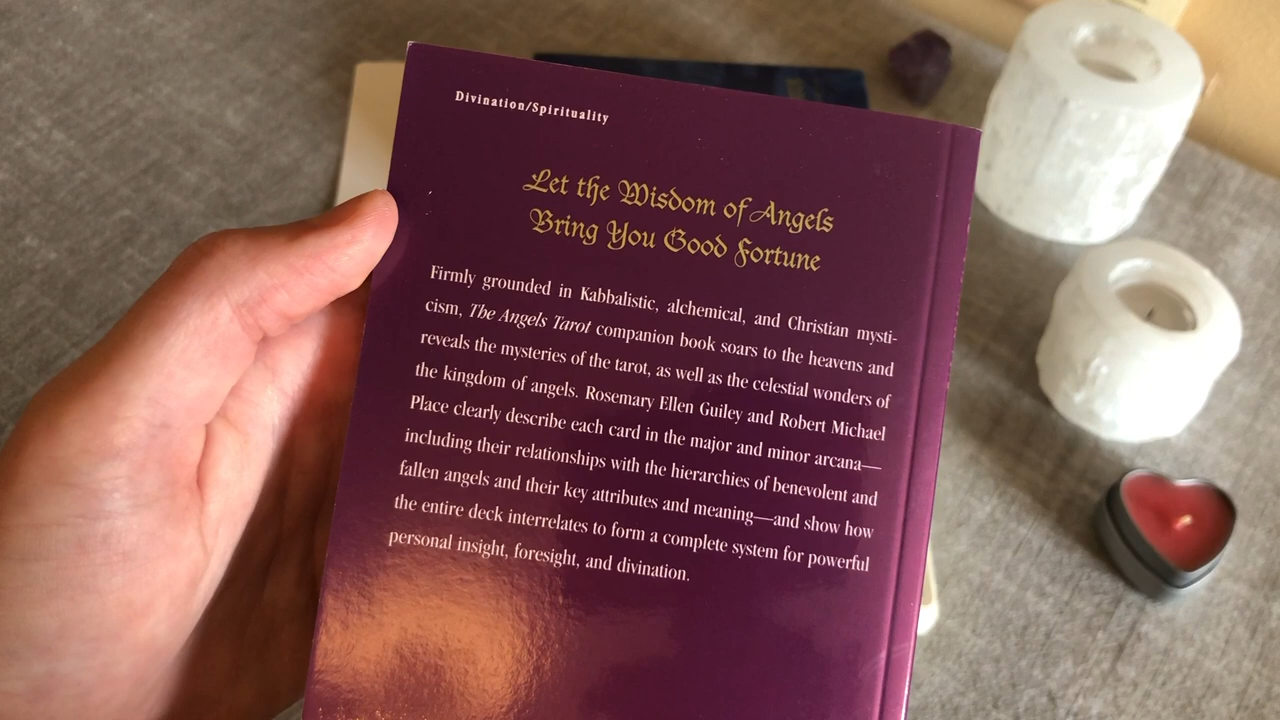 Divination/Spirituality
Let the Wisdom of Angels
Bring You Good Fortune
Firmly grounded in Kabbalistic, alchemical, and Christian mysti-
cism, The Angels Tarot companion book soars to the heavens and
reveals the mysteries of the tarot, as well as the celestial wonders of
the kingdom of angels. Rosemary Ellen Guiley and Robert Michael
Place clearly describe each card in the major and minor arcana—
including their relationships with the hierarchies of benevolent and
fallen angels and their key attributes and meaning—and show how
the entire deck interrelates to form a complete system for powerful
personal insight, foresight, and divination.